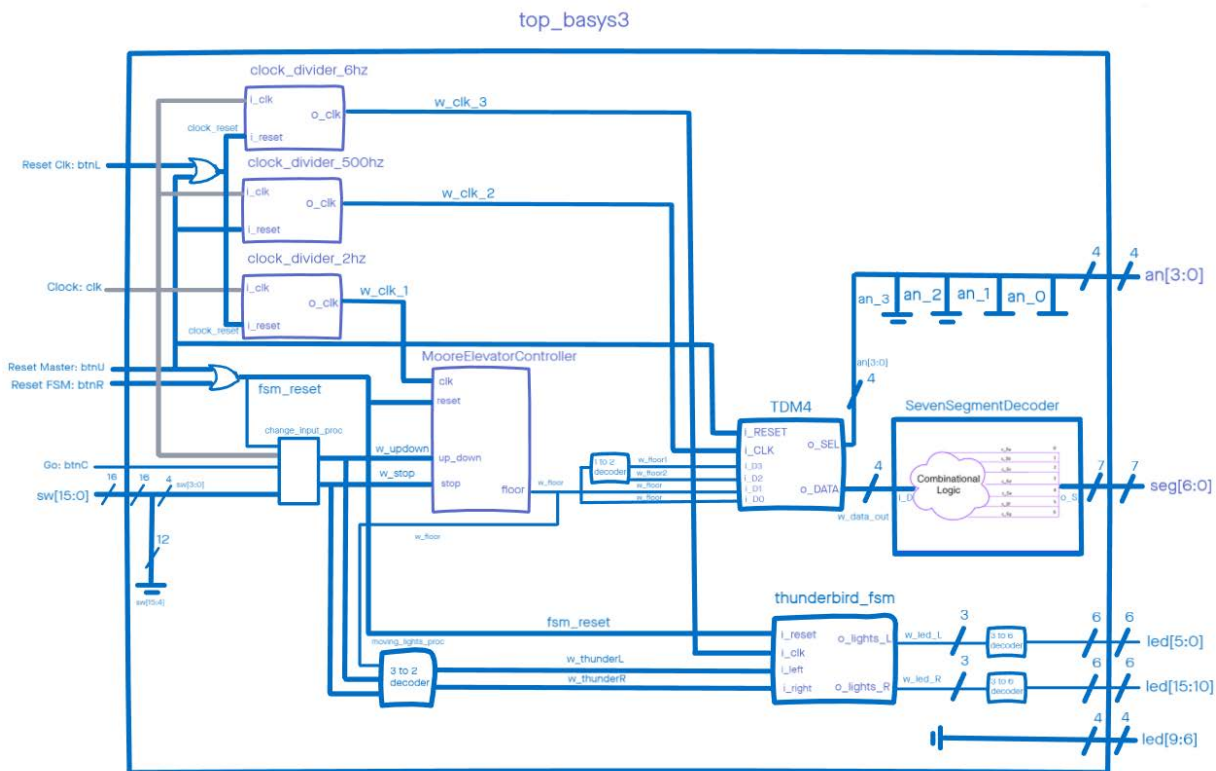 top_basys3
clock_divider_6hz
i_clk
o_clk
i_reset
w_clk_3
clock_reset
Reset Clk: btnL
clock_divider_500hz
i_clk
o_clk
i_reset
w_clk_2
clock_divider_2hz
Clock: clk
i_clk
o_clk
i_reset
w_clk_1
clock_reset
4
4
an[3:0]
an_3
an_2
an_1
an_0
an[3:0]
4
Reset Master: btnU
Reset FSM: btnR
fsm_reset
MooreElevatorController
clk
reset
up_down
stop
floor
change_input_proc
w_updown
w_stop
Go: btnC
sw[15:0]
16
16
4
sw[3:0]
12
sw[15:4]
w_floor
w_floor
1 to 2
decoder
w_floor1
w_floor2
w_floor
w_floor
TDM4
i_RESET
i_CLK
i_D3
i_D2
i_D1
i_D0
o_SEL
o_DATA
4
w_data_out
SevenSegmentDecoder
i_D
Combinational
Logic
o_S
7
7
seg[6:0]
thunderbird_fsm
fsm_reset
i_reset
i_clk
i_left
i_right
o_lights_L
o_lights_R
moving_lights_proc
3 to 2
decoder
w_thunderL
w_thunderR
w_led_L
3
3 to 6
decoder
6
6
led[5:0]
w_led_R
3
3 to 6
decoder
6
6
led[15:10]
4
4
led[9:6]